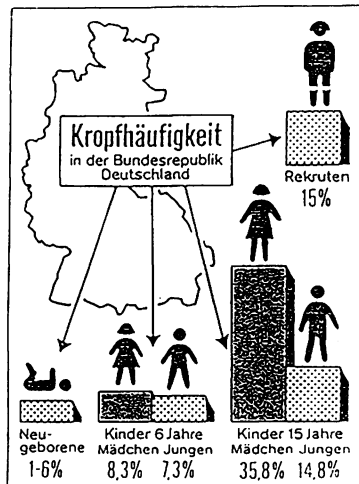 Kropfhäufigkeit
in der Bundesrepublik
Deutschland
Rekruten
15%
Neu-
geborene
1-6%
Kinder 6 Jahre
Mädchen Jungen
8,3% 7,3%
Kinder 15 Jahre
Mädchen Jungen
35,8% 14,8%